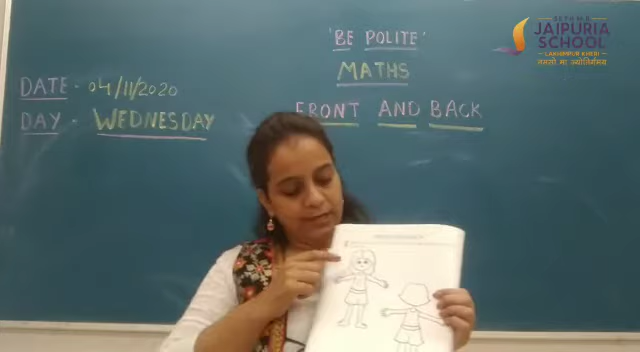 'BE POLITE'
MATHS
DATE - 04/11/2020
FRONT AND BACK
DAY - WEDNESDAY
SETH M.R.
JAIPURIA
SCHOOL
LAKHIMPUR KHERI
तमसो मा ज्योतिर्गमय